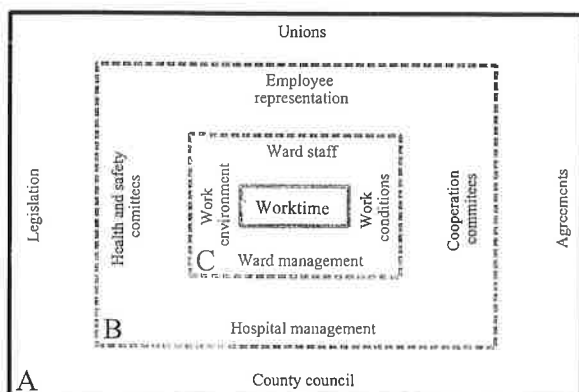 Unions
Employee
representation
Ward staff
Legislation
Health and safety
comittees
Work
environment
Worktime
Work
conditions
Cooperation
commitees
Agreements
C
Ward management
B
Hospital management
A
County council